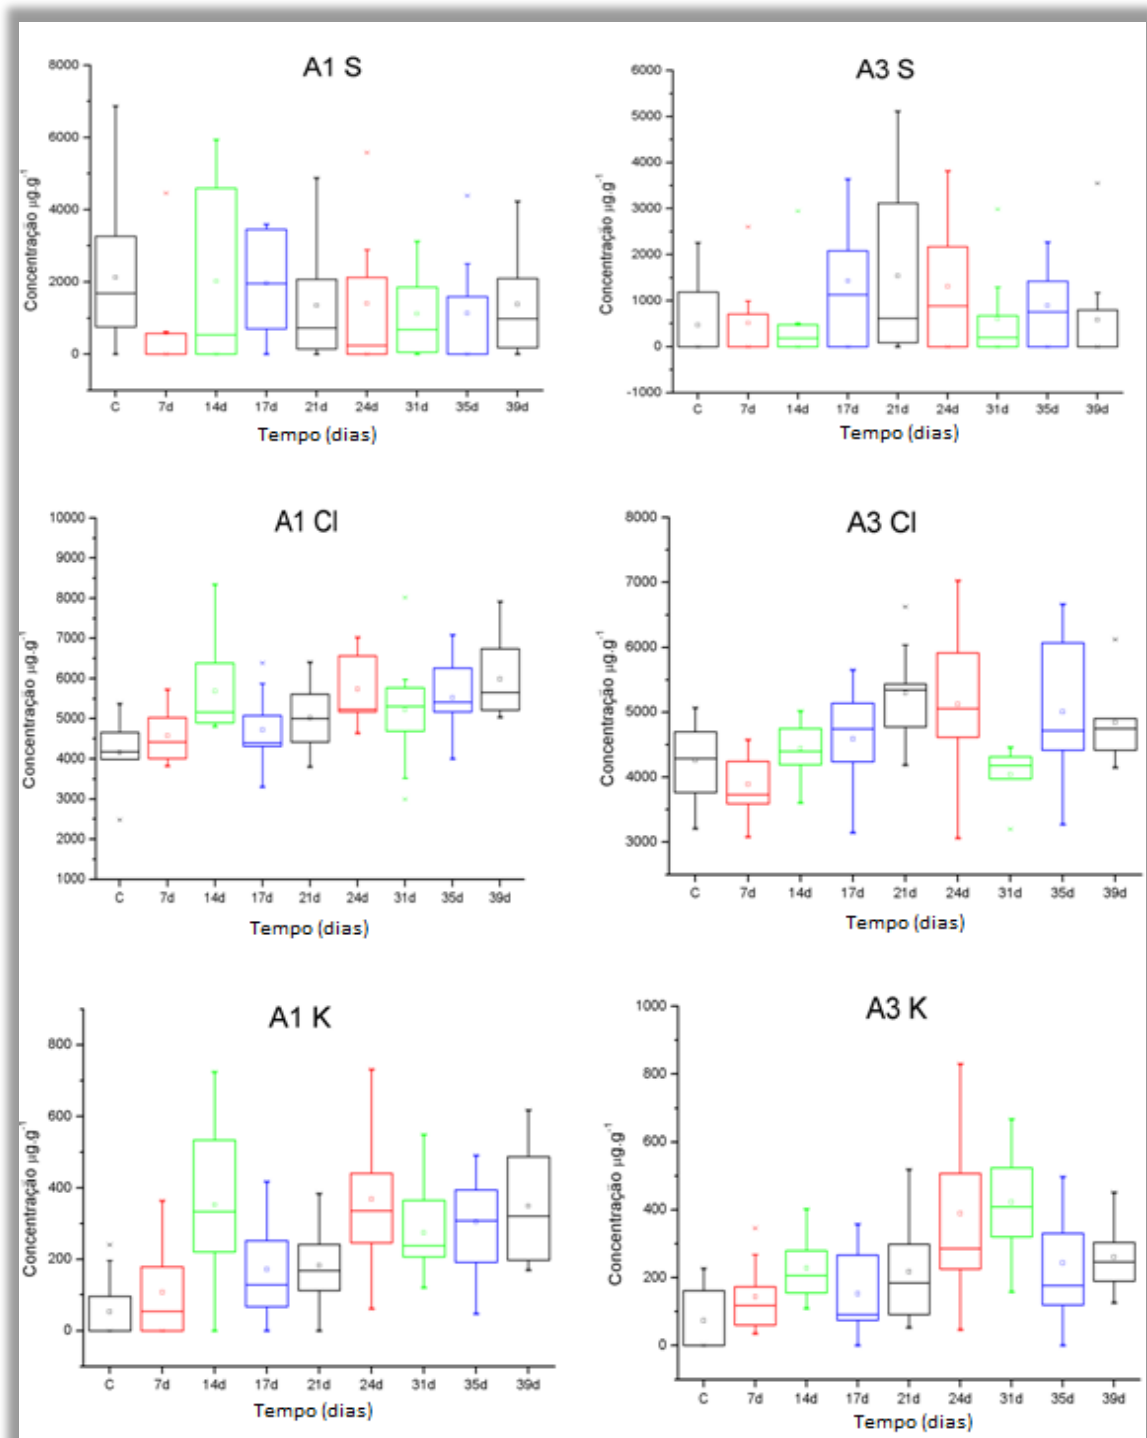 A1 S
Concentração µg.g⁻¹
8000
6000
4000
2000
0
C 7d 14d 17d 21d 24d 31d 35d 39d
Tempo (dias)
A3 S
Concentração µg.g⁻¹
6000
5000
4000
3000
2000
1000
0
-1000
C 7d 14d 17d 21d 24d 31d 35d 39d
Tempo (dias)
A1 Cl
Concentração µg.g⁻¹
10000
9000
8000
7000
6000
5000
4000
3000
2000
1000
C 7d 14d 17d 21d 24d 31d 35d 39d
Tempo (dias)
A3 Cl
Concentração µg.g⁻¹
8000
7000
6000
5000
4000
3000
C 7d 14d 17d 21d 24d 31d 35d 39d
Tempo (dias)
A1 K
Concentração µg.g⁻¹
800
600
400
200
0
C 7d 14d 17d 21d 24d 31d 35d 39d
Tempo (dias)
A3 K
Concentração µg.g⁻¹
1000
800
600
400
200
0
C 7d 14d 17d 21d 24d 31d 35d 39d
Tempo (dias)